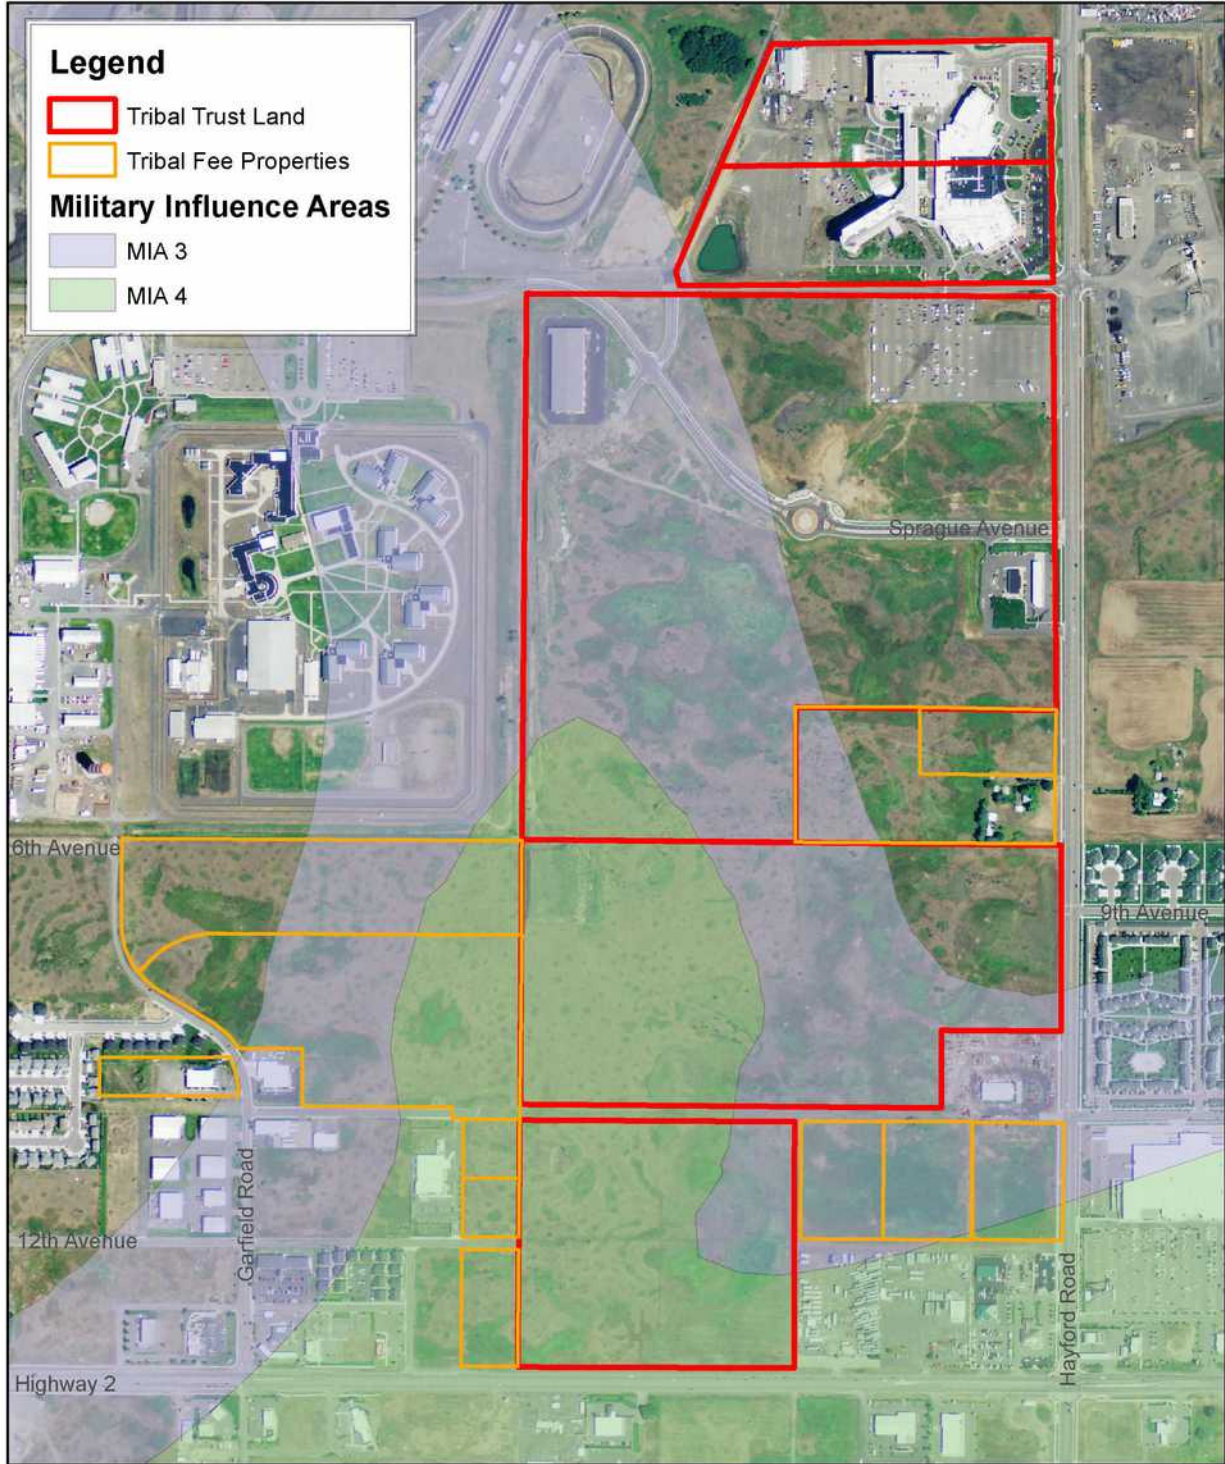 Legend
Tribal Trust Land
Tribal Fee Properties
Military Influence Areas
MIA 3
MIA 4
Sprague Avenue
6th Avenue
9th Avenue
Garfield Road
12th Avenue
Hayford Road
Highway 2